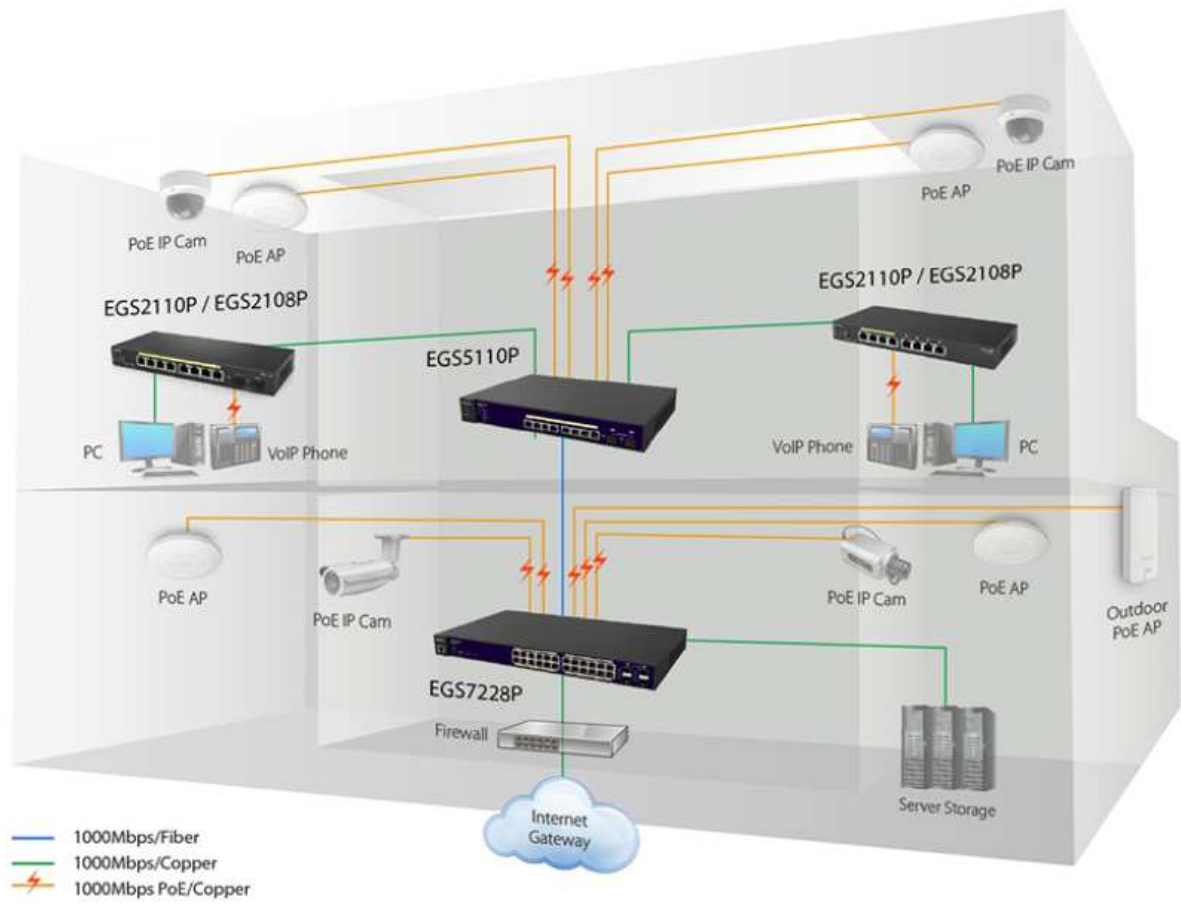 PoE IP Cam
PoE AP
PoE AP
PoE IP Cam
EGS2110P / EGS2108P
EGS2110P / EGS2108P
EGS5110P
PC
VoIP Phone
VoIP Phone
PC
PoE AP
PoE IP Cam
PoE IP Cam
PoE AP
Outdoor
PoE AP
EGS7228P
Firewall
Server Storage
Internet
Gateway
1000Mbps/Fiber
1000Mbps/Copper
1000Mbps PoE/Copper